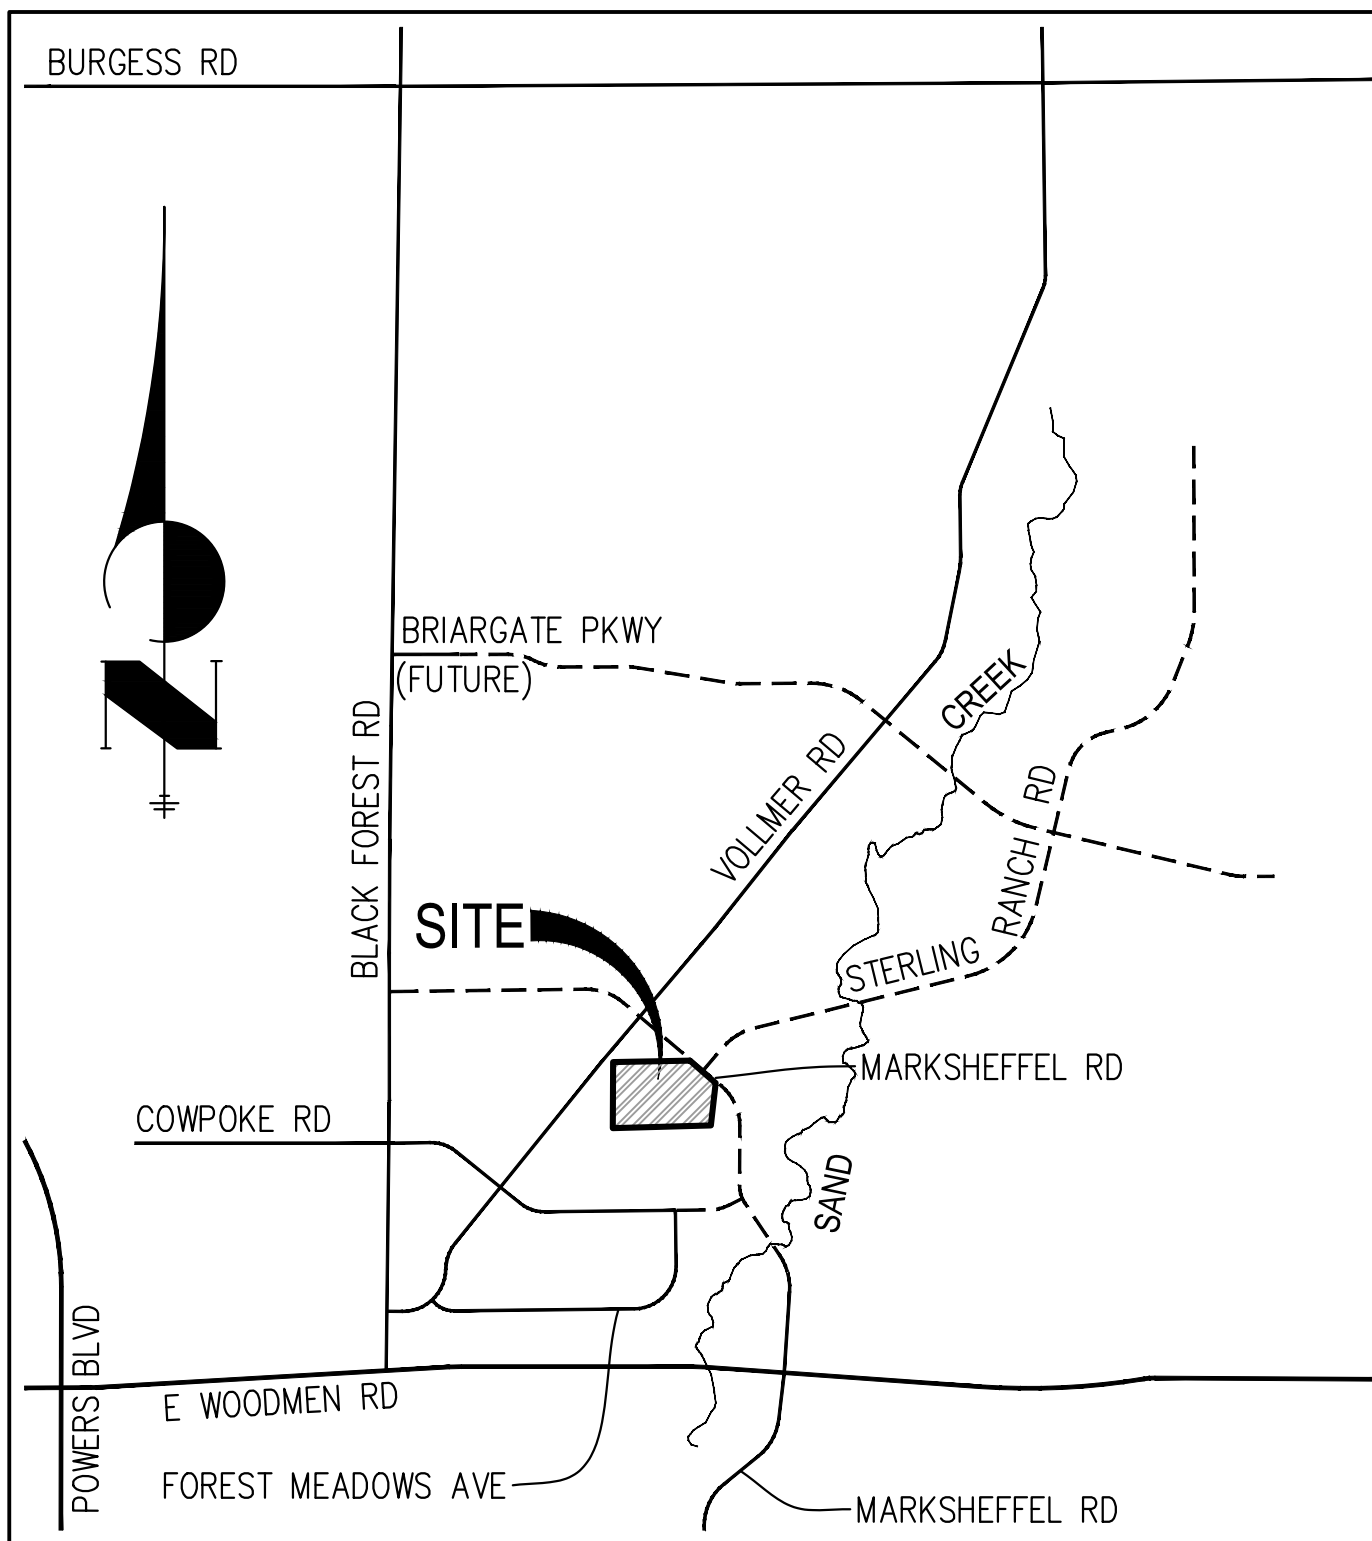 BURGESS RD
N
BRIARGATE PKWY
(FUTURE)
CREEK
BLACK FOREST RD
VOLLMER RD
STERLING RANCH RD
SITE
MARKSHEFFEL RD
COWPOKE RD
SAND
POWERS BLVD
E WOODMEN RD
FOREST MEADOWS AVE
MARKSHEFFEL RD